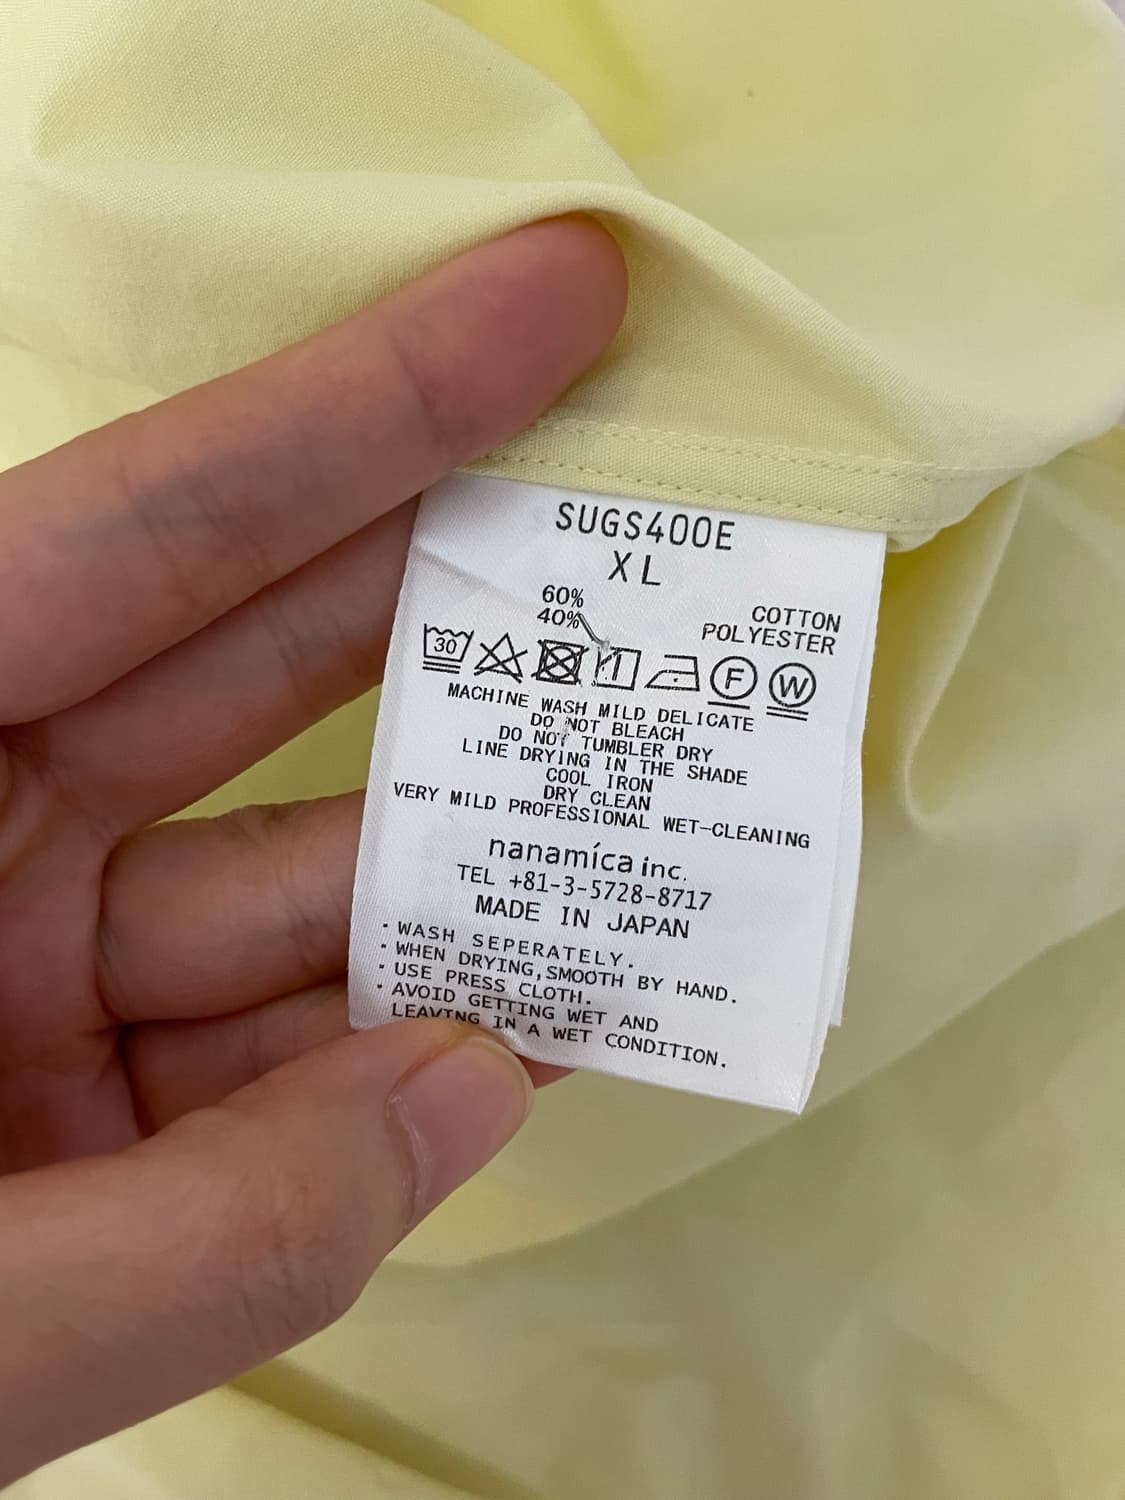 SUGS400E
XL
60% COTTON
40% POLYESTER
30
F
W
MACHINE WASH MILD DELICATE
DO NOT BLEACH
DO NOT TUMBLER DRY
LINE DRYING IN THE SHADE
COOL IRON
DRY CLEAN
VERY MILD PROFESSIONAL WET-CLEANING
nanamíca inc.
TEL +81-3-5728-8717
MADE IN JAPAN
・WASH SEPERATELY.
・WHEN DRYING,SMOOTH BY HAND.
・USE PRESS CLOTH.
・AVOID GETTING WET AND
LEAVING IN A WET CONDITION.